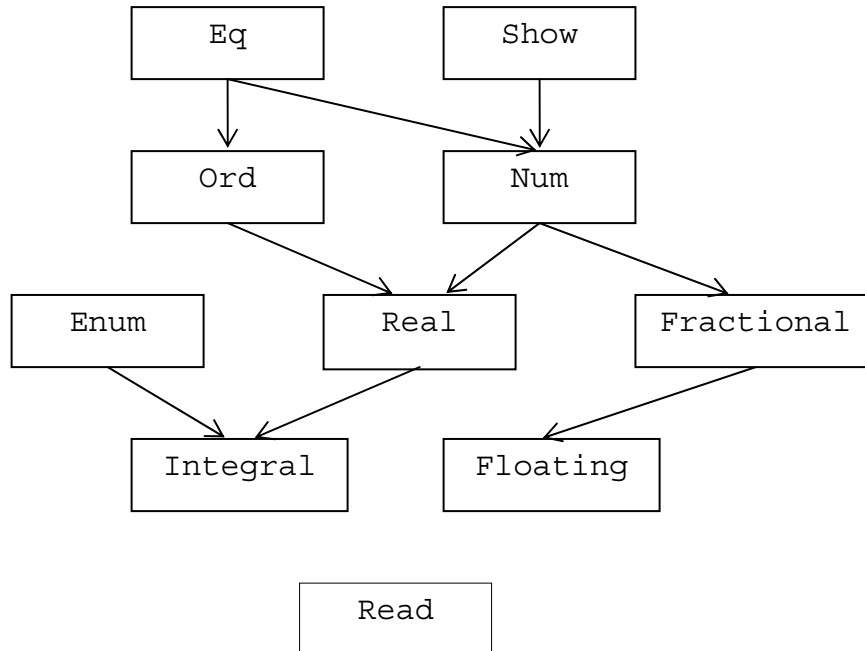 Eq
Show
Ord
Num
Enum
Real
Fractional
Integral
Floating
Read